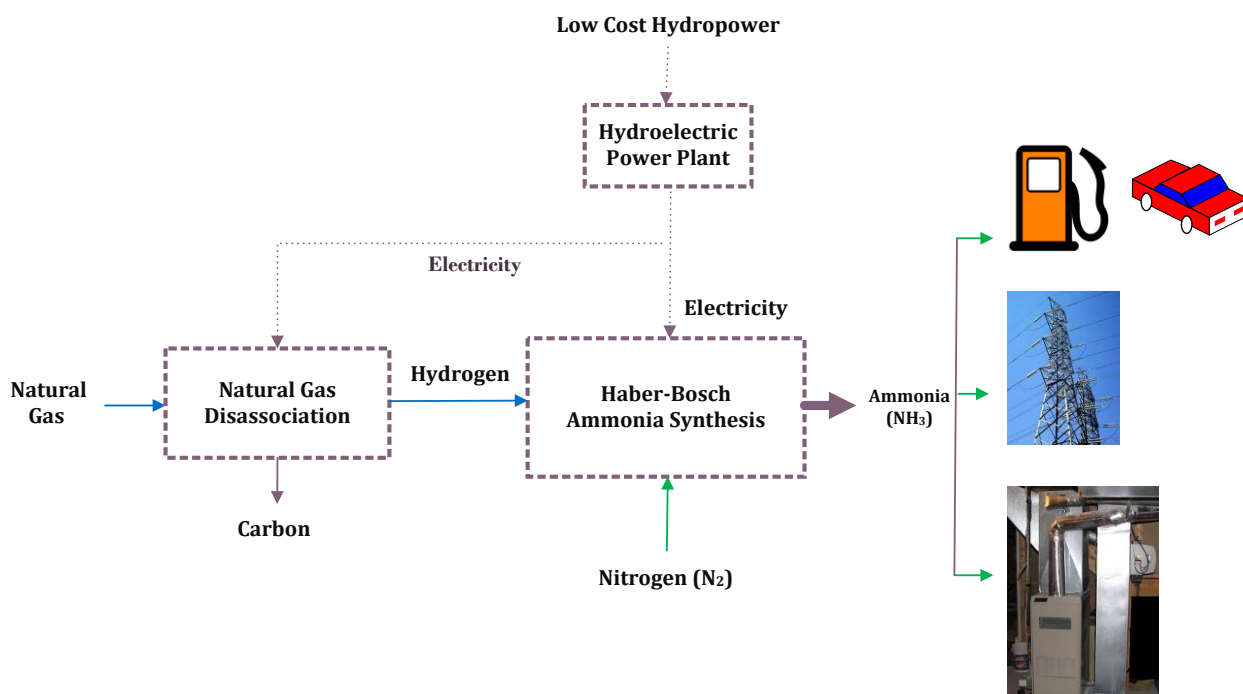 Low Cost Hydropower
Hydroelectric
Power Plant
Electricity
Electricity
Natural
Gas
Natural Gas
Disassociation
Hydrogen
Haber-Bosch
Ammonia Synthesis
Ammonia
(NH₃)
Carbon
Nitrogen (N₂)